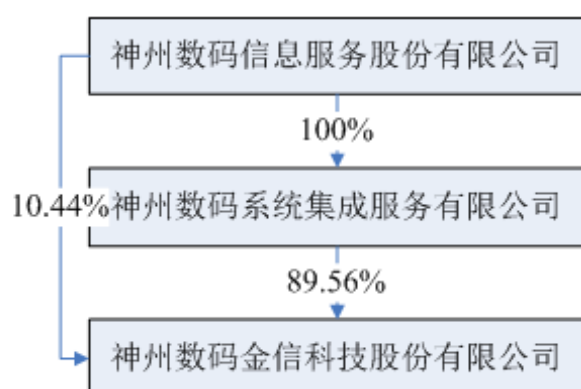 神州数码信息服务股份有限公司
100%
10.44%
神州数码系统集成服务有限公司
89.56%
神州数码金信科技股份有限公司